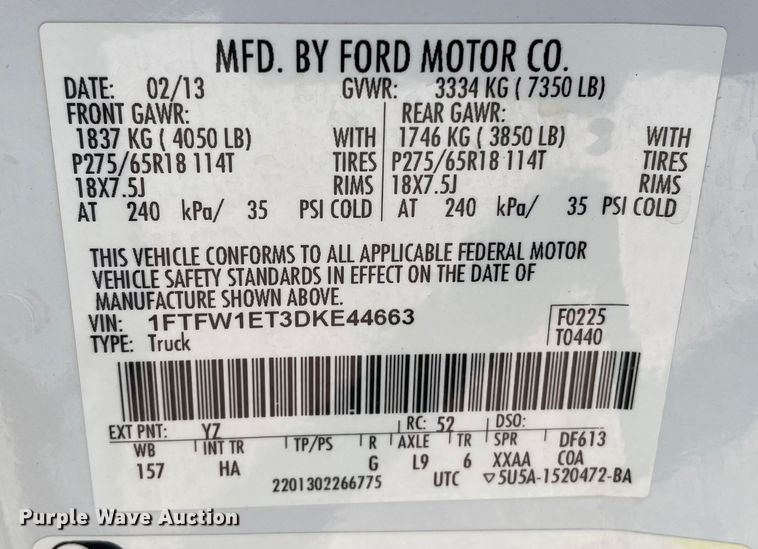 MFD. BY FORD MOTOR CO.
DATE: 02/13 GVWR: 3334 KG ( 7350 LB)
FRONT GAWR: REAR GAWR:
1837 KG ( 4050 LB) WITH 1746 KG ( 3850 LB) WITH
P275/65R18 114T TIRES P275/65R18 114T TIRES
18X7.5J RIMS 18X7.5J RIMS
AT 240 kPa/ 35 PSI COLD AT 240 kPa/ 35 PSI COLD
THIS VEHICLE CONFORMS TO ALL APPLICABLE FEDERAL MOTOR
VEHICLE SAFETY STANDARDS IN EFFECT ON THE DATE OF
MANUFACTURE SHOWN ABOVE.
VIN: 1FTFW1ET3DKE44663 F0225
TYPE: Truck T0440
EXT PNT: YZ RC: 52 DSO:
WB INT TR TP/PS R AXLE TR SPR DF613
157 HA G L9 6 XXAA COA
2201302266775 UTC ▽5U5A-1520472-BA
Purple Wave Auction